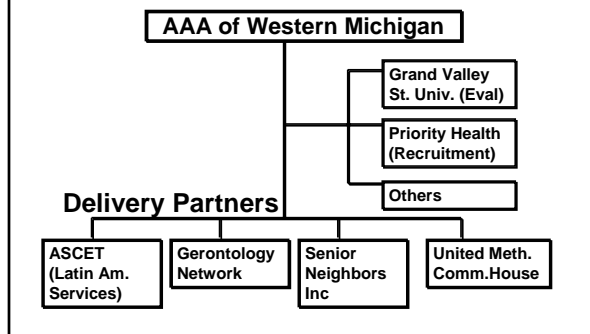 AAA of Western Michigan
Grand Valley
St. Univ. (Eval)
Priority Health
(Recruitment)
Others
Delivery Partners
ASCET
(Latin Am.
Services)
Gerontology
Network
Senior
Neighbors
Inc
United Meth.
Comm.House